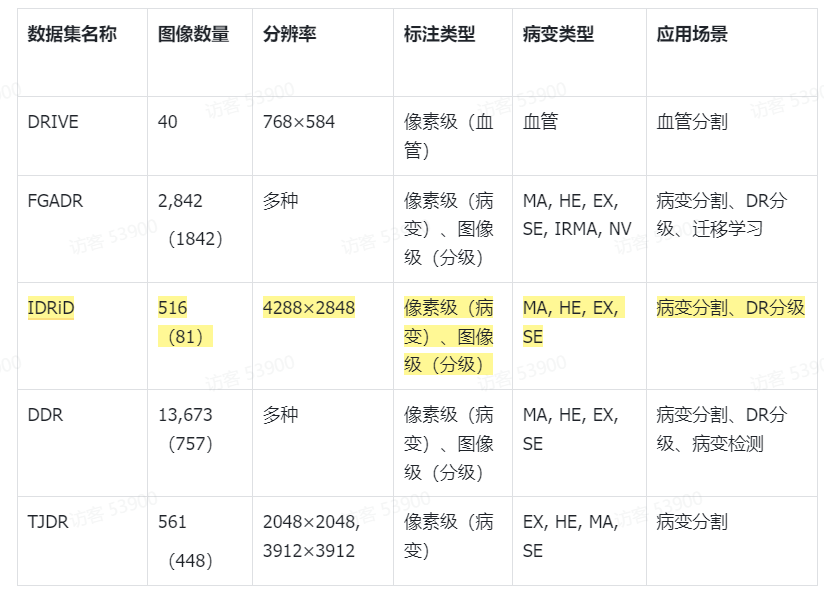 数据集名称 图像数量 分辨率 标注类型 病变类型 应用场景
DRIVE 40 768×584 像素级（血 血管 血管分割
管）
FGADR 2,842 多种 像素级（病 MA, HE, EX, 病变分割、DR分
（1842） 变）、图像 SE, IRMA, NV 级、迁移学习
级（分级）
IDRiD 516 4288×2848 像素级（病 MA, HE, EX, 病变分割、DR分级
（81） 变）、图像 SE
级（分级）
DDR 13,673 多种 像素级（病 MA, HE, EX, 病变分割、DR分
（757） 变）、图像 SE 级、病变检测
级（分级）
TJDR 561 2048×2048, 像素级（病 EX, HE, MA, 病变分割
（448） 3912×3912 变） SE
访客 53900